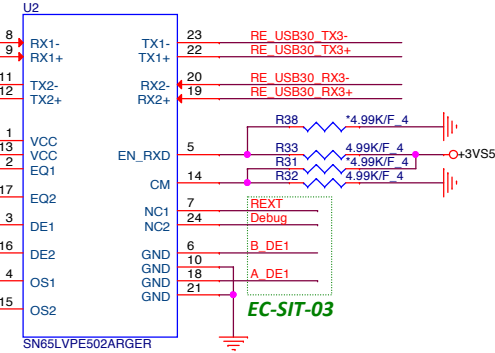 U2
8 RX1- TX1- 23 RE_USB30_TX3-
9 RX1+ TX1+ 22 RE_USB30_TX3+
11 TX2- RX2- 20 RE_USB30_RX3-
12 TX2+ RX2+ 19 RE_USB30_RX3+
R38 *4.99K/F_4
1 VCC
13 VCC EN_RXD 5 R33 4.99K/F_4 +3VS5
2 EQ1 R31 *4.99K/F_4
CM 14 R32 4.99K/F_4
17 EQ2
NC1 7 REXT
3 DE1 NC2 24 Debug
16 DE2 GND 6 B_DE1
GND 10
4 OS1 GND 18 A_DE1
GND 21
15 OS2 EC-SIT-03
SN65LVPE502ARGER